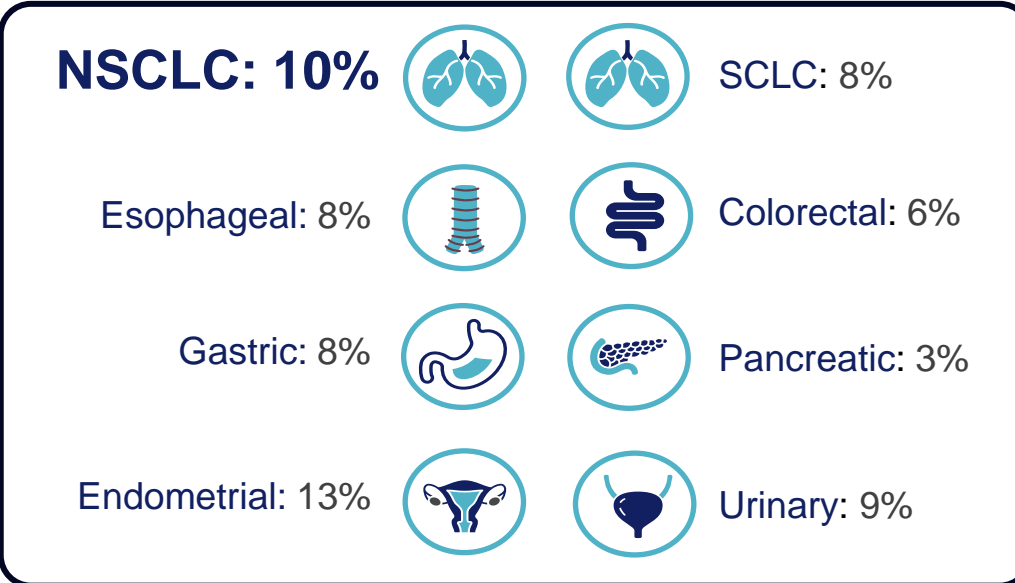 NSCLC: 10%
SCLC: 8%
Esophageal: 8%
Colorectal: 6%
Gastric: 8%
Pancreatic: 3%
Endometrial: 13%
Urinary: 9%